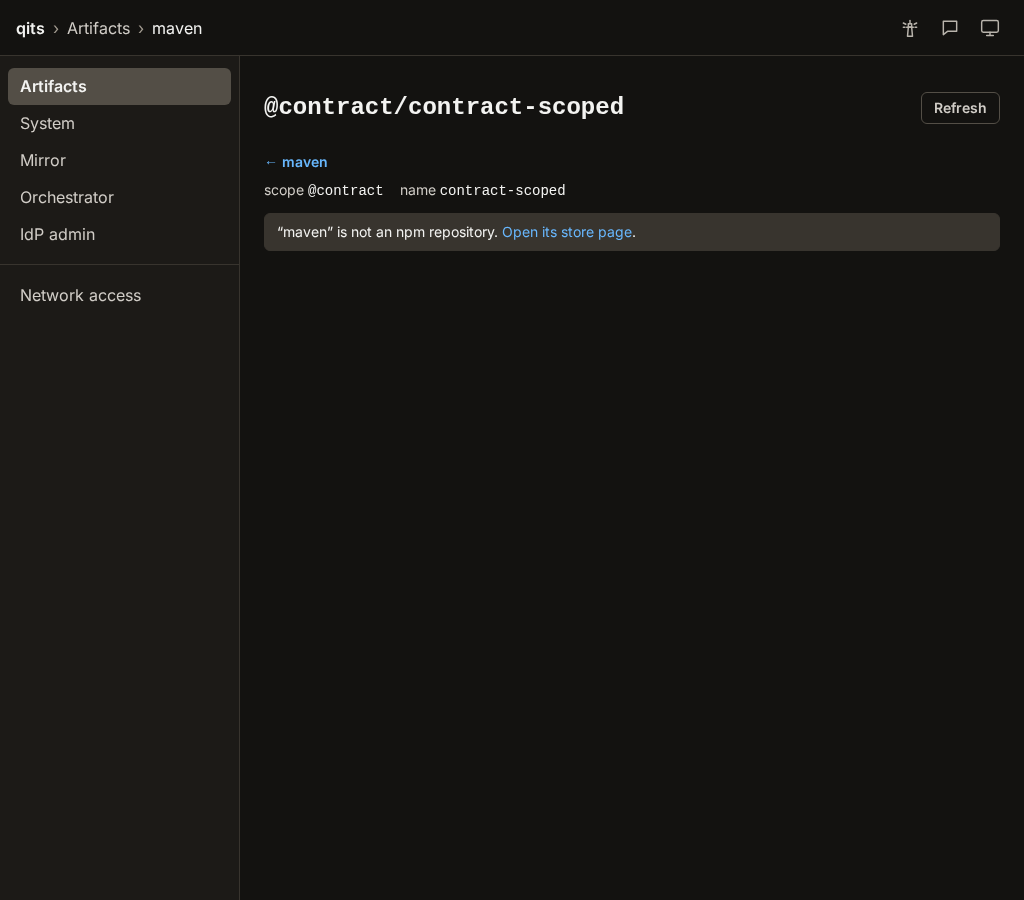 qits › Artifacts › maven
Artifacts
System
Mirror
Orchestrator
IdP admin
Network access
@contract/contract-scoped
Refresh
← maven
scope @contract name contract-scoped
“maven” is not an npm repository. Open its store page.